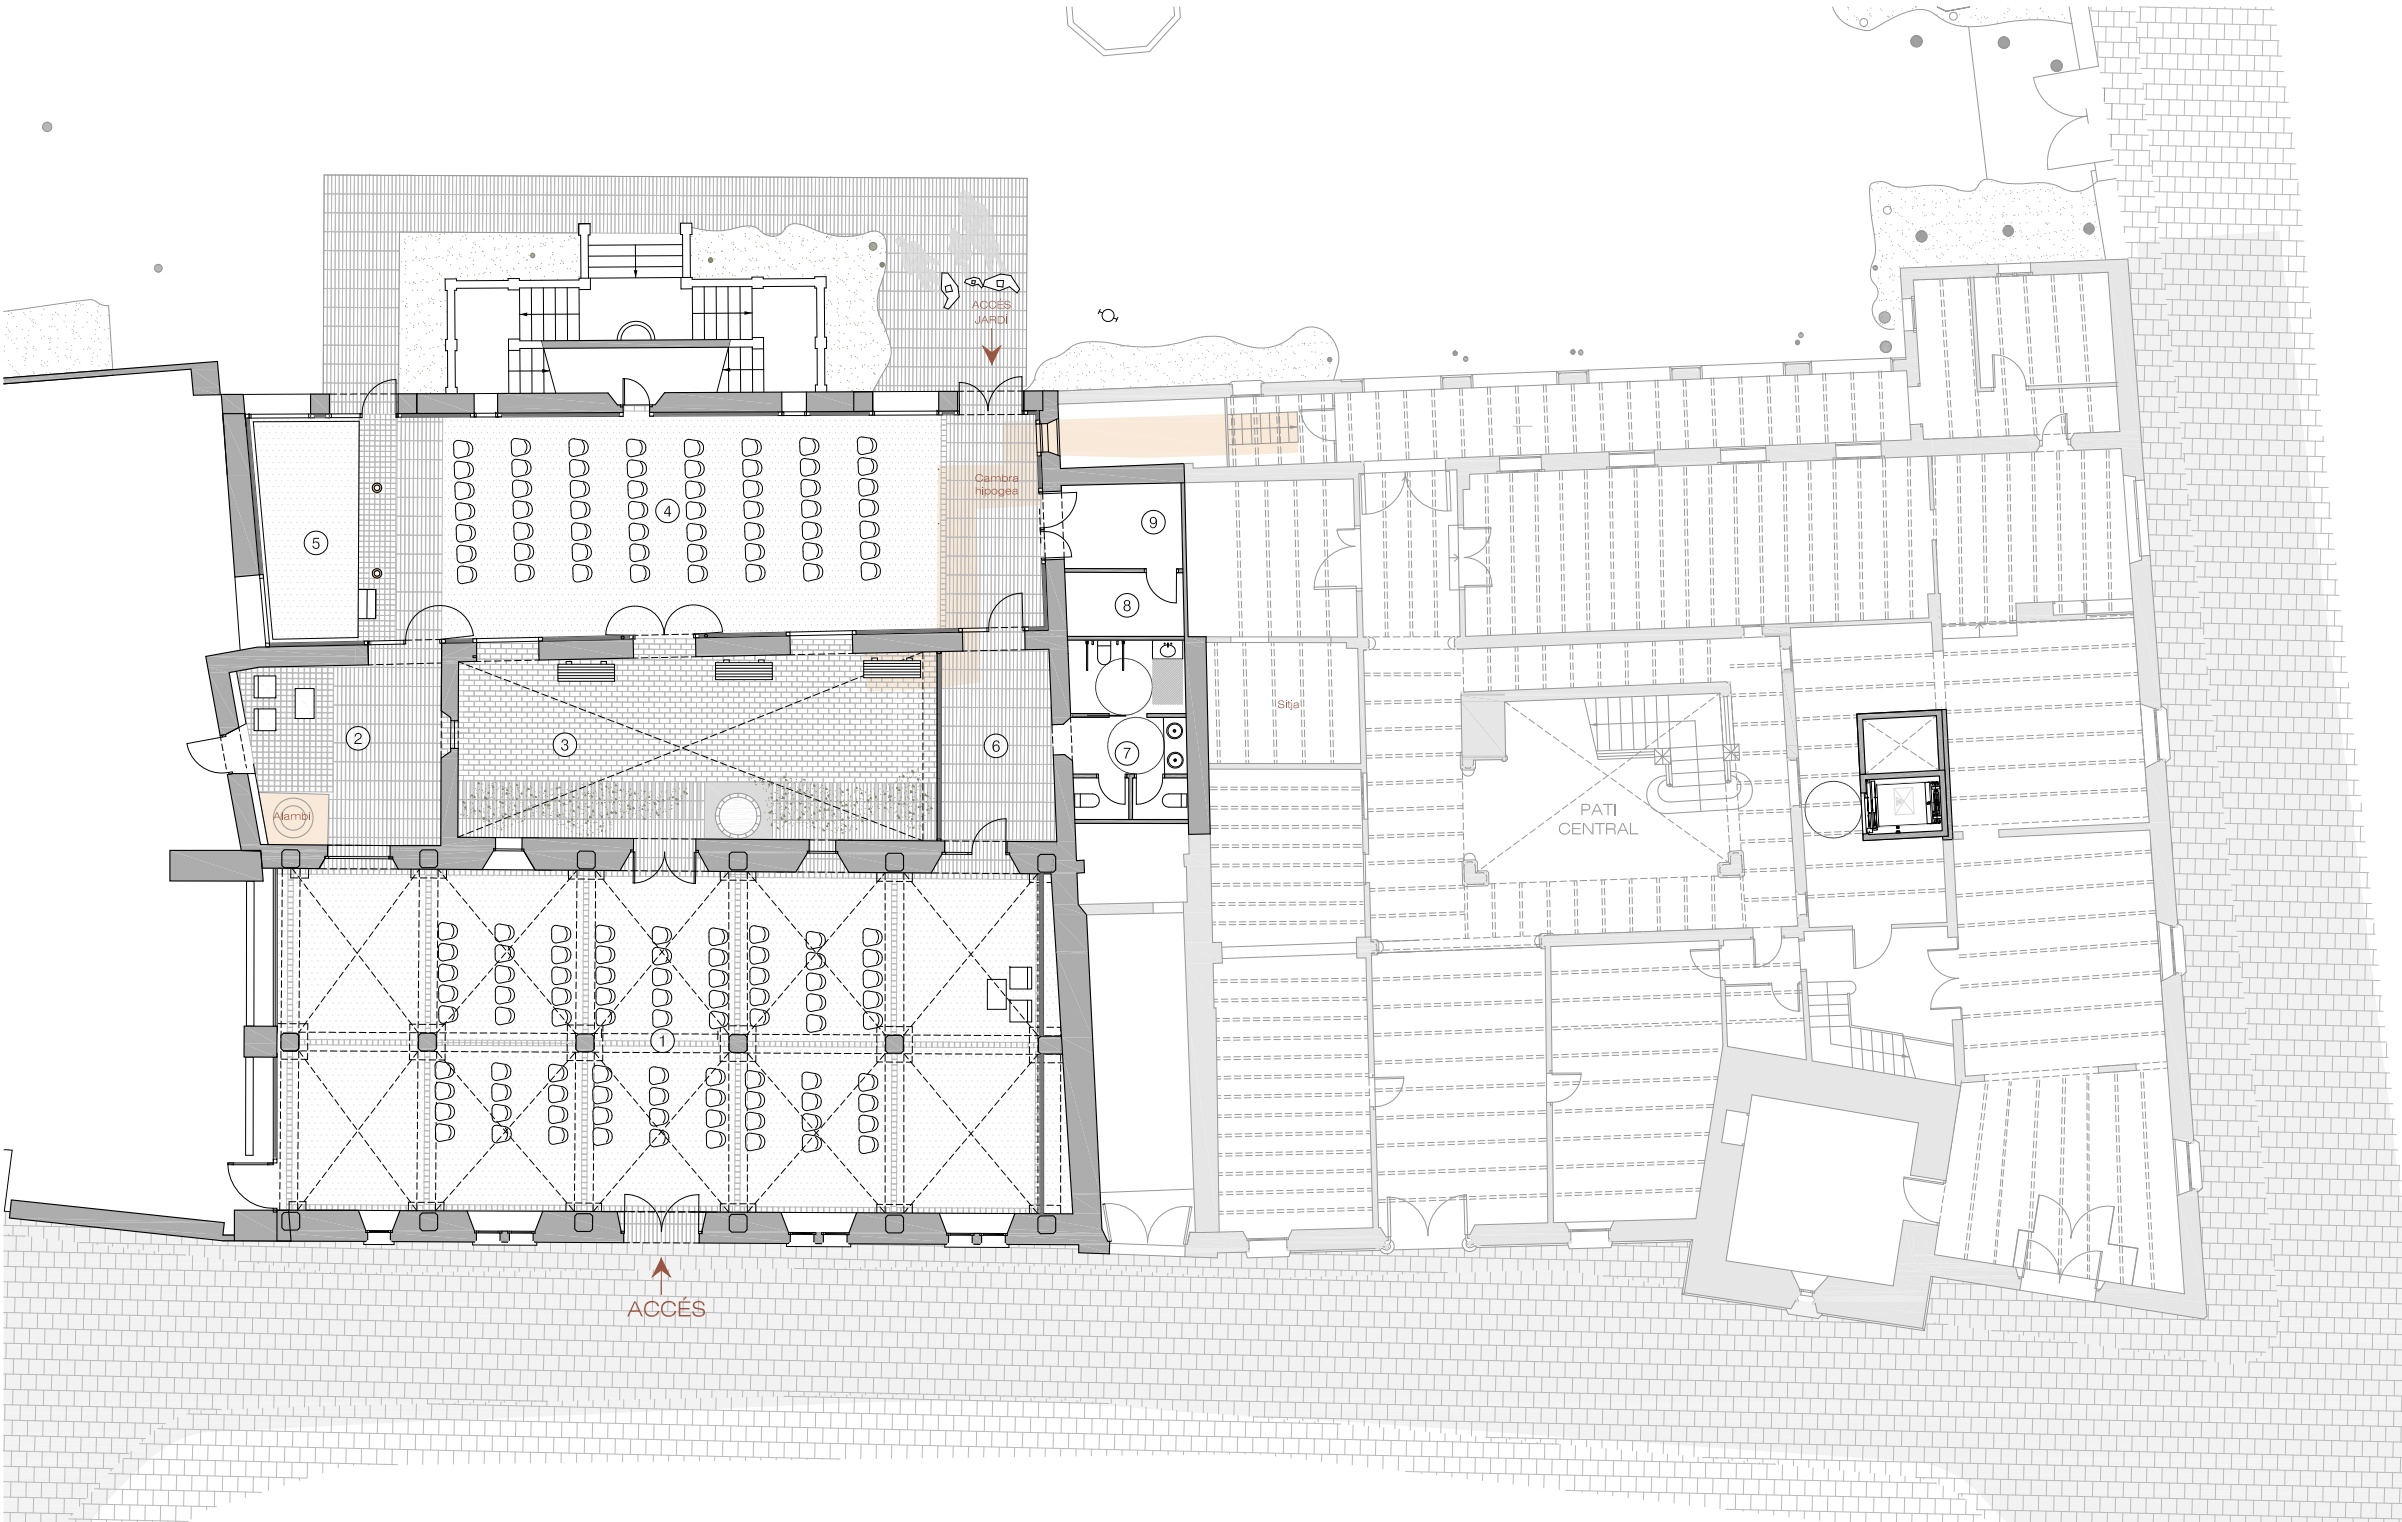 ACCÉS
JARDÍ
Cambra
hipogea
4
9
5
8
Sitja
2
3
6
7
Alambí
PATI
CENTRAL
1
ACCÉS